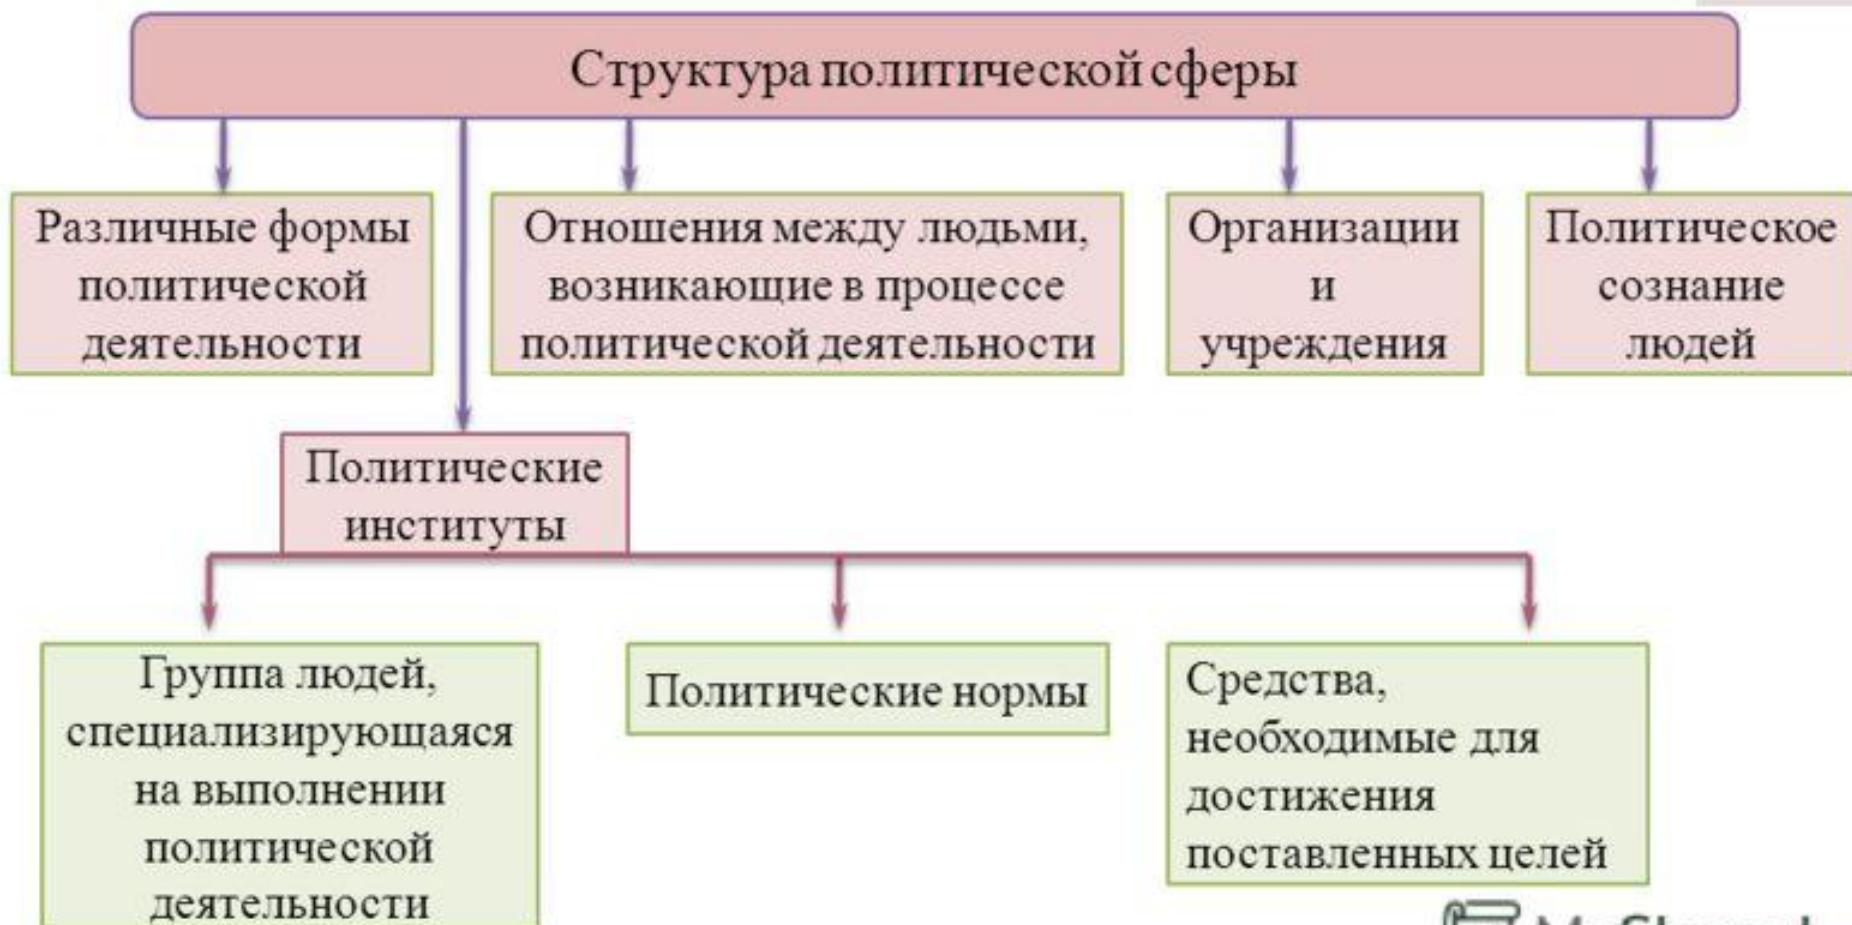 Структура политической сферы
Различные формы
политической
деятельности
Отношения между людьми,
возникающие в процессе
политической деятельности
Организации
и
учреждения
Политическое
сознание
людей
Политические
институты
Группа людей,
специализирующаяся
на выполнении
политической
деятельности
Политические нормы
Средства,
необходимые для
достижения
поставленных целей